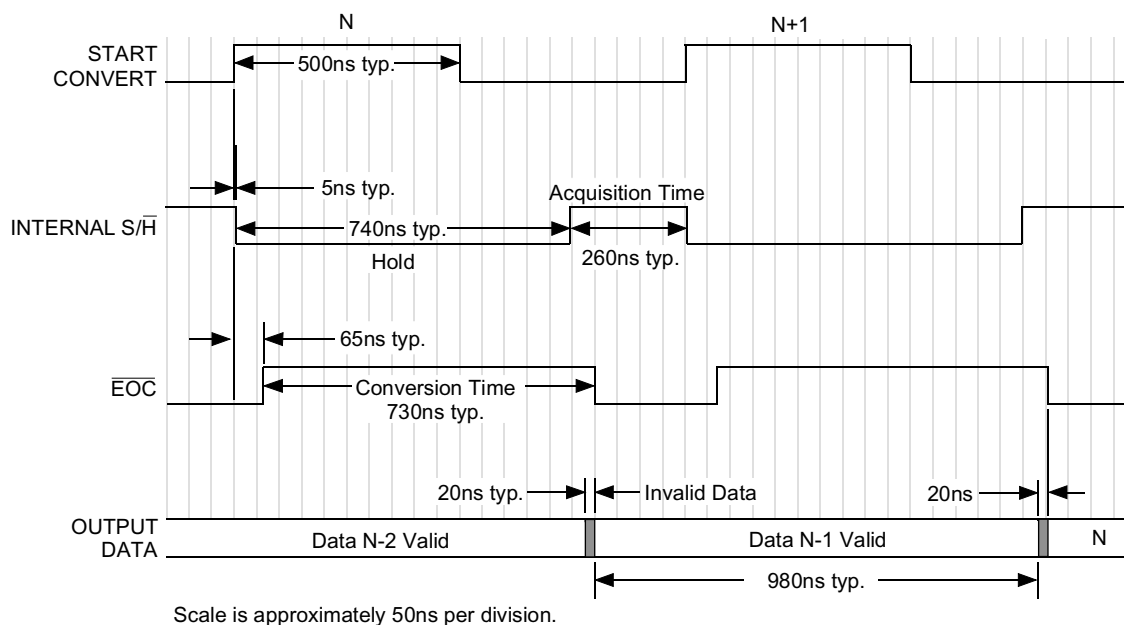 N
N+1
START
CONVERT
500ns typ.
5ns typ.
Acquisition Time
INTERNAL S/H̅
740ns typ.
Hold
260ns typ.
65ns typ.
E̅O̅C̅
Conversion Time
730ns typ.
20ns typ.
Invalid Data
20ns
OUTPUT
DATA
Data N-2 Valid
Data N-1 Valid
N
980ns typ.
Scale is approximately 50ns per division.